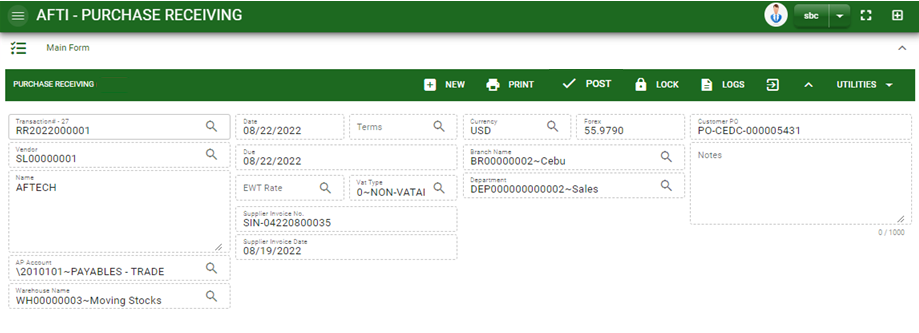 AFTI - PURCHASE RECEIVING
sbc
Main Form
PURCHASE RECEIVING
NEW
PRINT
POST
LOCK
LOGS
UTILITIES
Transaction# - 27
RR2022000001
Date
08/22/2022
Terms
Currency
USD
Forex
55.9790
Customer PO
PO-CEDC-000005431
Vendor
SL00000001
Due
08/22/2022
Branch Name
BR00000002~Cebu
Notes
Name
AFTECH
EWT Rate
Vat Type
0~NON-VATAI
Department
DEP000000000002~Sales
Supplier Invoice No.
SIN-04220800035
0 / 1000
Supplier Invoice Date
08/19/2022
AP Account
\2010101~PAYABLES - TRADE
Warehouse Name
WH00000003~Moving Stocks